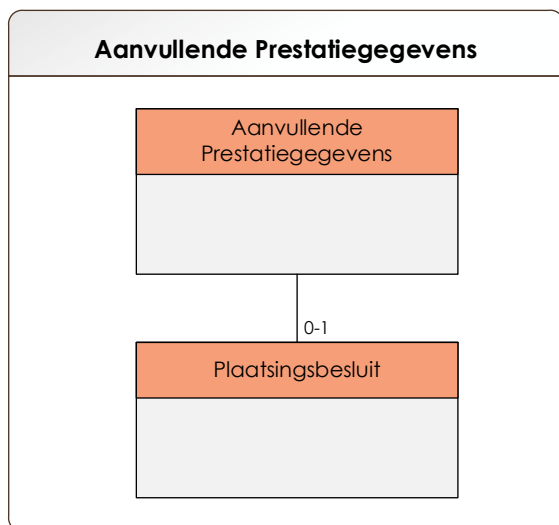 Aanvullende Prestatiegegevens
Aanvullende
Prestatiegegevens
0-1
Plaatsingsbesluit